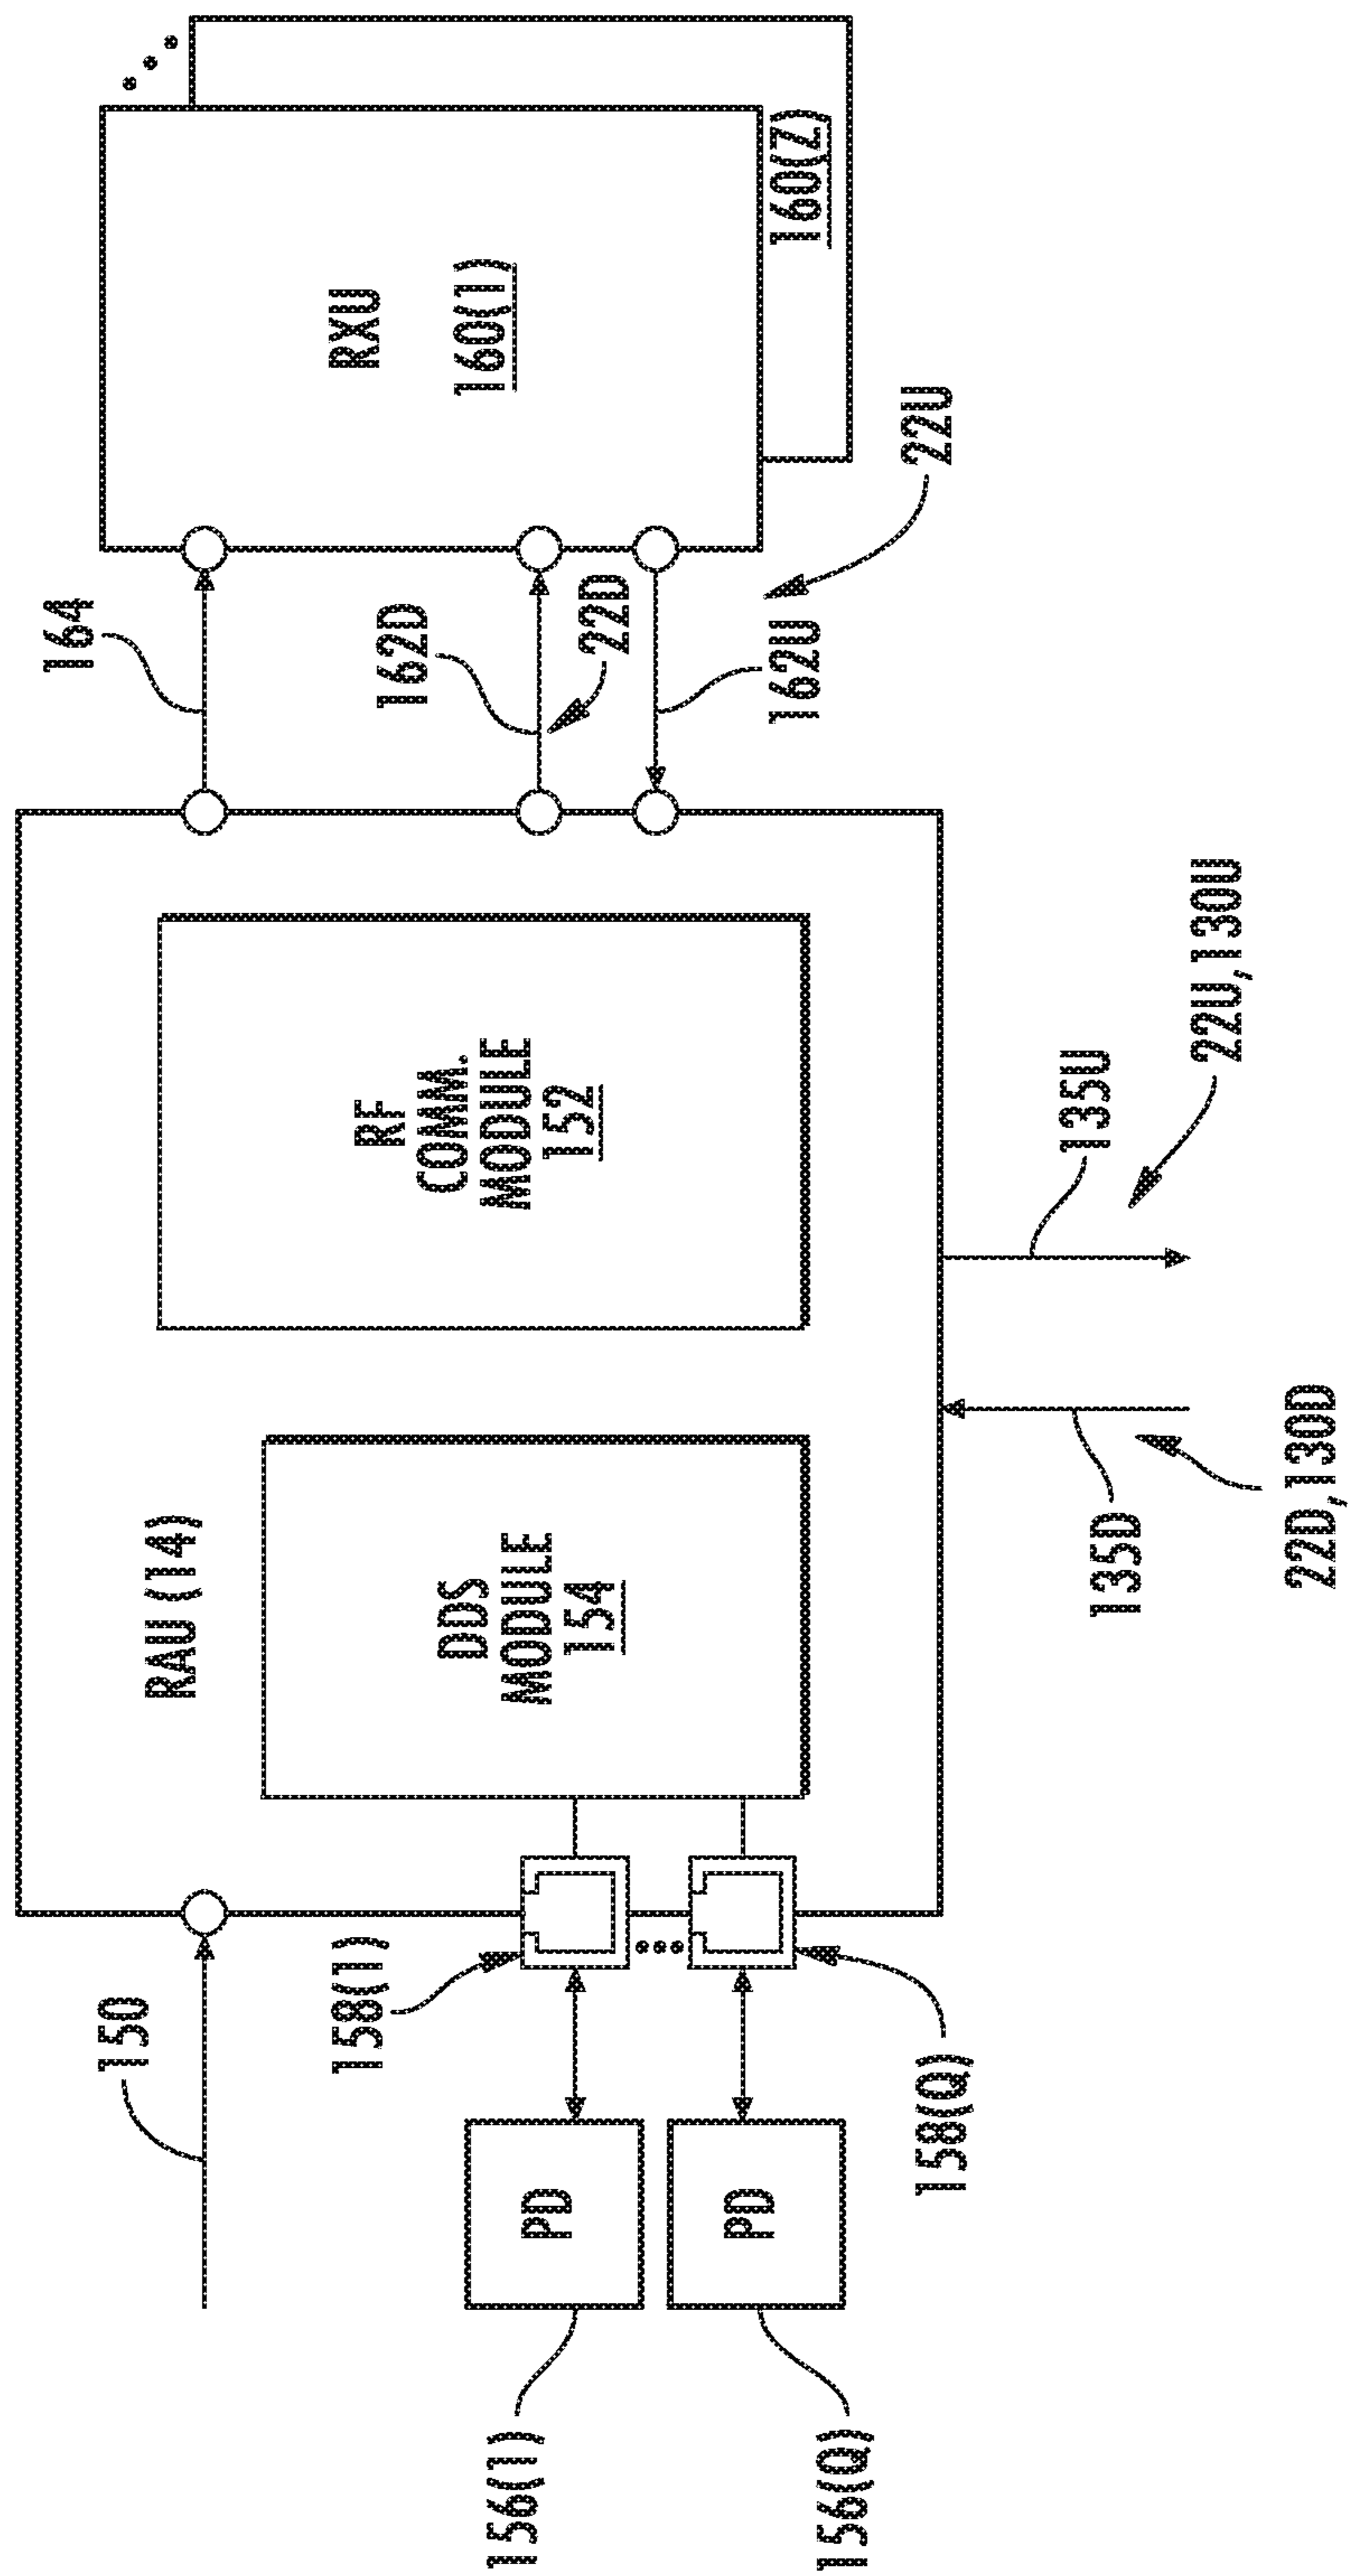 150
158(1)
156(1)
PD
PD
156(Q)
158(Q)
RAU (14)
DDS
MODULE
154
RF
COMM.
MODULE
152
135D
22D,130D
135U
22U,130U
164
162D
22D
162U
22U
RXU
160(1)
160(Z)